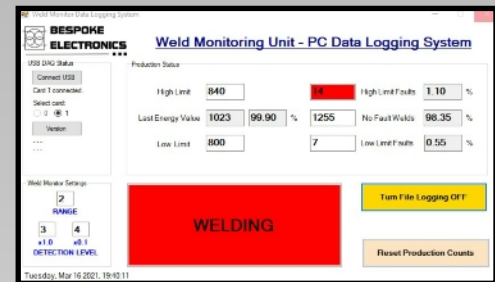 Weld Monitor Data Logging System
BESPOKE
ELECTRONICS
Weld Monitoring Unit - PC Data Logging System
USB DAQ Status
Connect USB
Card 1 connected.
Select card:
0 1
Version
---
---
Production Status
High Limit 840 14 High Limit Faults 1.10 %
Last Energy Value 1023 99.90 % 1255 No Fault Welds 98.35 %
Low Limit 800 7 Low Limit Faults 0.55 %
Weld Monitor Settings
2
RANGE
3 4
x1.0 x0.1
DETECTION LEVEL
WELDING
Turn File Logging OFF
Reset Production Counts
Tuesday, Mar 16 2021, 19:40:11